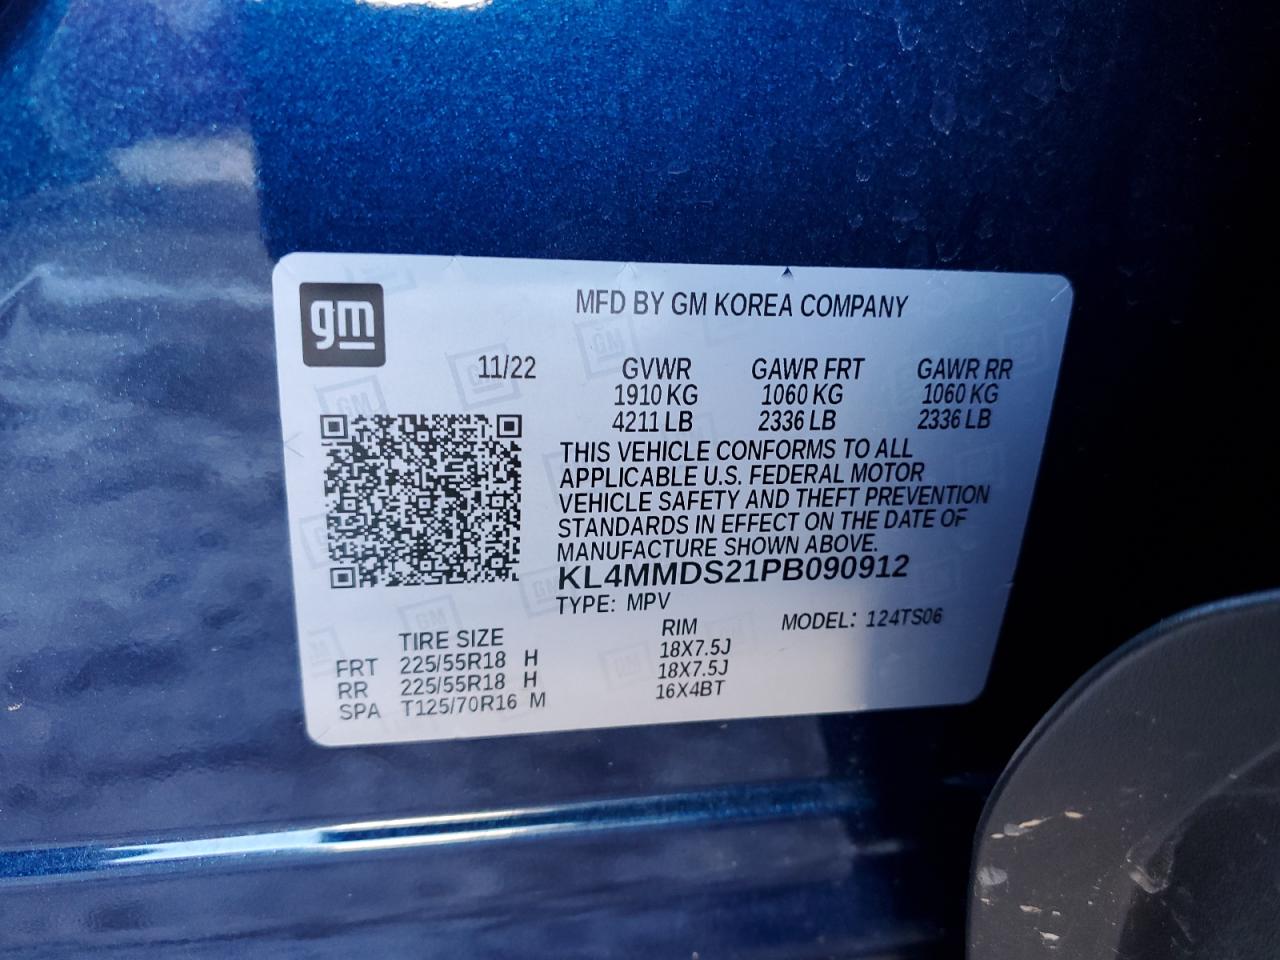 gm
MFD BY GM KOREA COMPANY
11/22 GVWR GAWR FRT GAWR RR
1910 KG 1060 KG 1060 KG
4211 LB 2336 LB 2336 LB
THIS VEHICLE CONFORMS TO ALL
APPLICABLE U.S. FEDERAL MOTOR
VEHICLE SAFETY AND THEFT PREVENTION
STANDARDS IN EFFECT ON THE DATE OF
MANUFACTURE SHOWN ABOVE.
KL4MMDS21PB090912
TYPE: MPV
TIRE SIZE RIM MODEL: 124TS06
FRT 225/55R18 H 18X7.5J
RR 225/55R18 H 18X7.5J
SPA T125/70R16 M 16X4BT